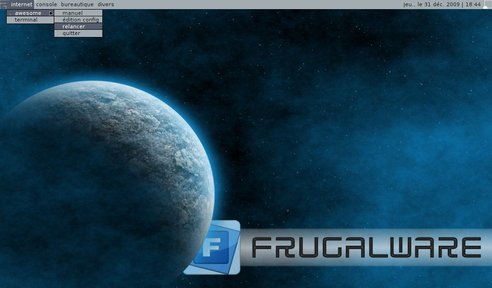 internet console bureautique divers
jeu., le 31 déc. 2009 | 18:44
awesome
terminal
manuel
édition config
relancer
quitter
F
FRUGALWARE